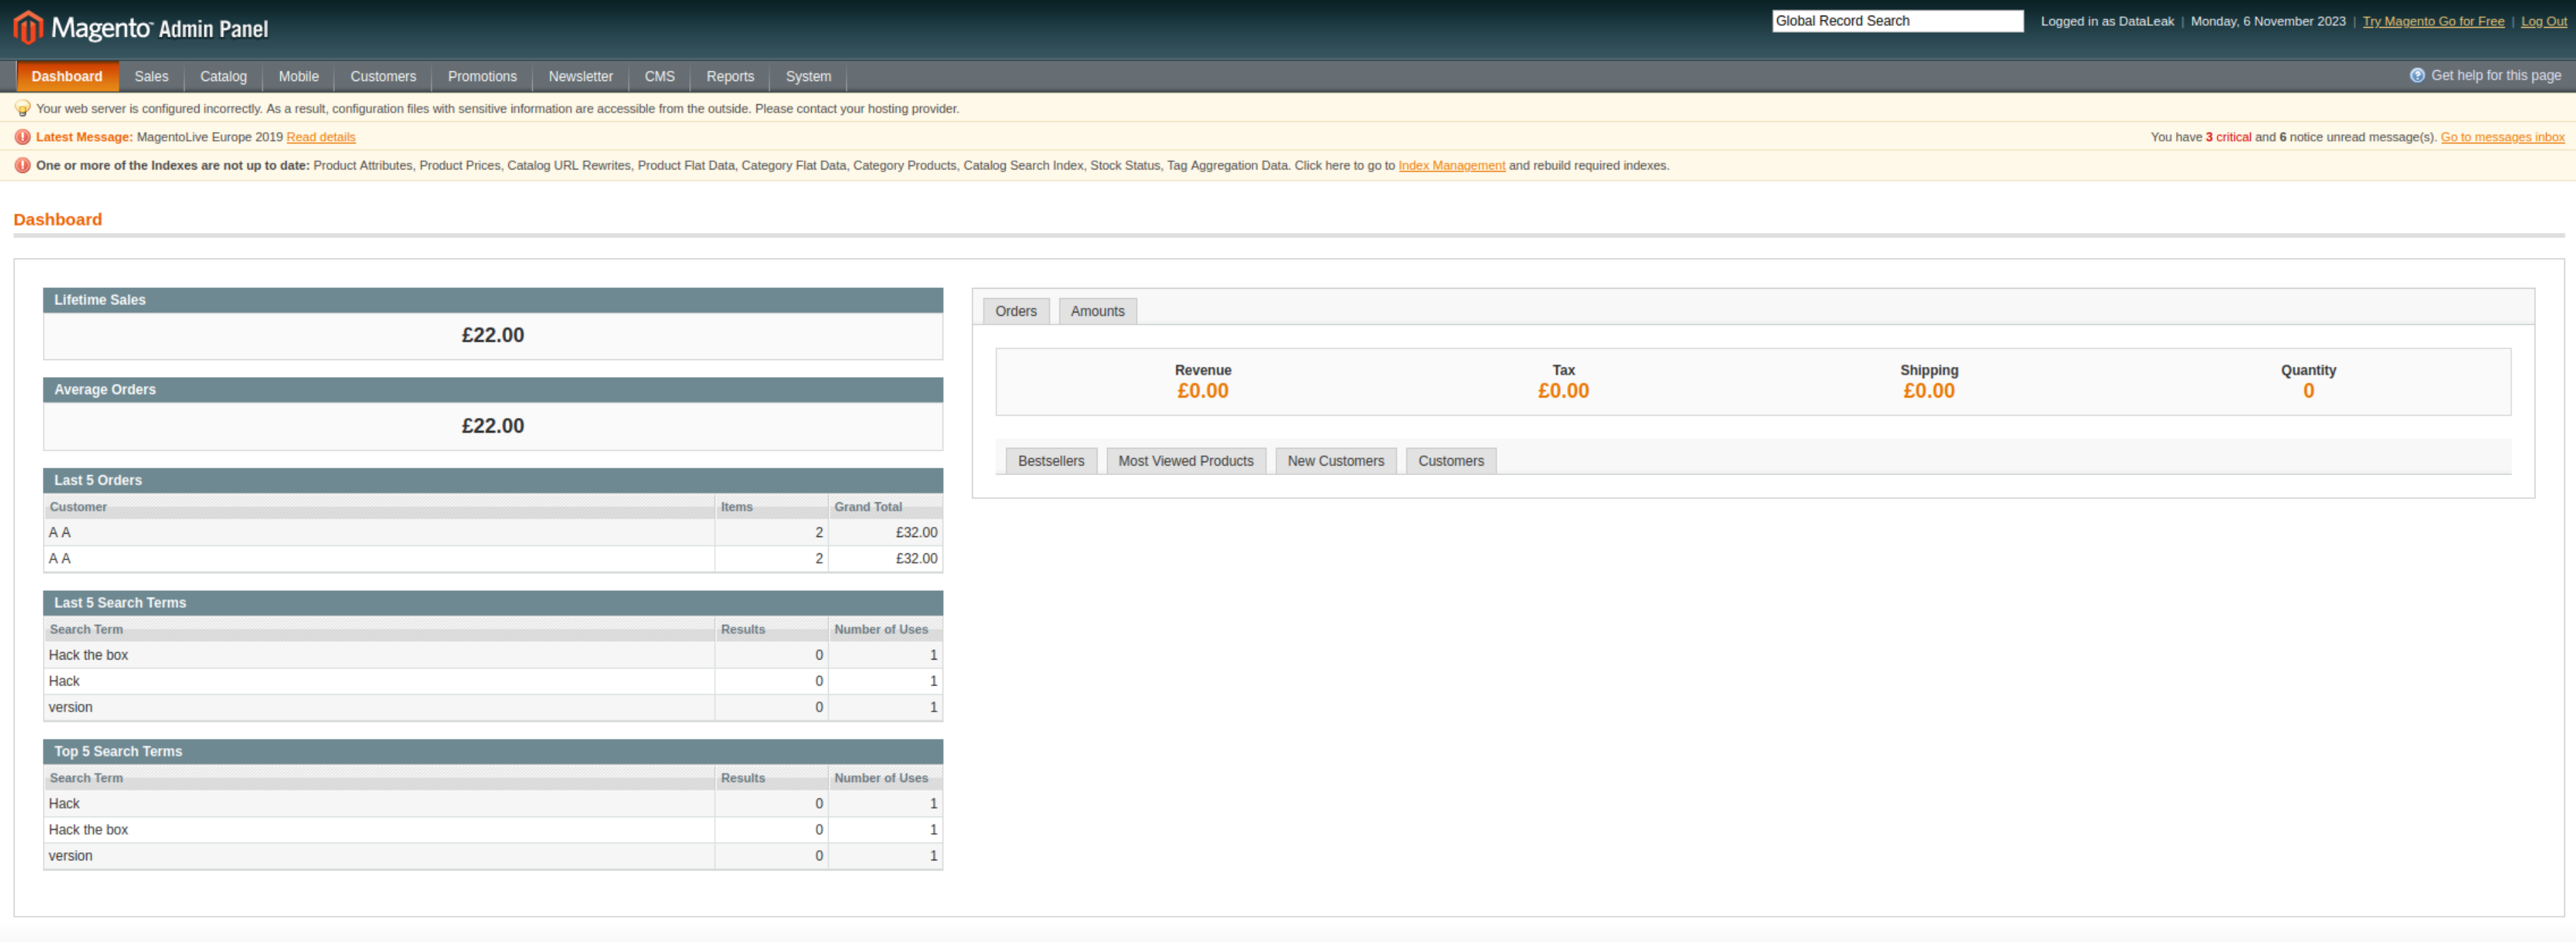 Magento™ Admin Panel
Global Record Search
Logged in as DataLeak | Monday, 6 November 2023 | Try Magento Go for Free | Log Out
Dashboard Sales Catalog Mobile Customers Promotions Newsletter CMS Reports System
Get help for this page
Your web server is configured incorrectly. As a result, configuration files with sensitive information are accessible from the outside. Please contact your hosting provider.
Latest Message: MagentoLive Europe 2019 Read details
You have 3 critical and 6 notice unread message(s). Go to messages inbox
One or more of the Indexes are not up to date: Product Attributes, Product Prices, Catalog URL Rewrites, Product Flat Data, Category Flat Data, Category Products, Catalog Search Index, Stock Status, Tag Aggregation Data. Click here to go to Index Management and rebuild required indexes.
Dashboard
Lifetime Sales
£22.00
Average Orders
£22.00
Last 5 Orders
Customer Items Grand Total
A A 2 £32.00
A A 2 £32.00
Last 5 Search Terms
Search Term Results Number of Uses
Hack the box 0 1
Hack 0 1
version 0 1
Top 5 Search Terms
Search Term Results Number of Uses
Hack 0 1
Hack the box 0 1
version 0 1
Orders Amounts
Revenue Tax Shipping Quantity
£0.00 £0.00 £0.00 0
Bestsellers Most Viewed Products New Customers Customers